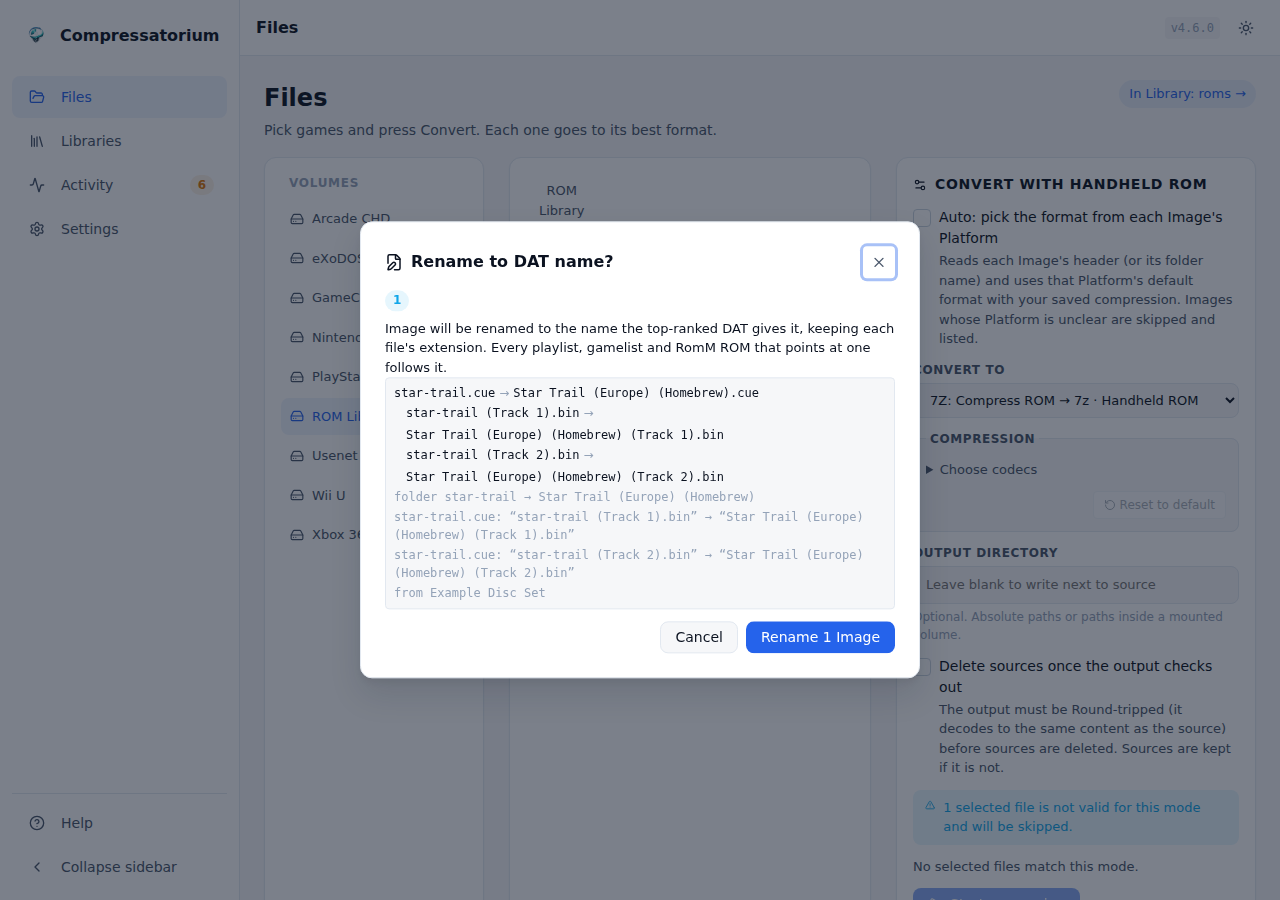 Compressatorium
Files
Libraries
Activity
6
Settings
Help
Collapse sidebar
Files
v4.6.0
Files
In Library: roms →
Pick games and press Convert. Each one goes to its best format.
VOLUMES
Arcade CHD
Wii U
ROM
Library
CONVERT WITH HANDHELD ROM
Auto: pick the format from each Image's
Platform
Reads each Image's header (or its folder
name) and uses that Platform's default
format with your saved compression. Images
whose Platform is unclear are skipped and
listed.
CONVERT TO
7Z: Compress ROM → 7z · Handheld ROM
COMPRESSION
Choose codecs
Reset to default
OUTPUT DIRECTORY
Leave blank to write next to source
Optional. Absolute paths or paths inside a mounted
volume.
Delete sources once the output checks
out
The output must be Round-tripped (it
decodes to the same content as the source)
before sources are deleted. Sources are kept
if it is not.
1 selected file is not valid for this mode
and will be skipped.
No selected files match this mode.
Rename to DAT name?
1
Image will be renamed to the name the top-ranked DAT gives it, keeping each
file's extension. Every playlist, gamelist and RomM ROM that points at one
follows it.
star-trail.cue → Star Trail (Europe) (Homebrew).cue
star-trail (Track 1).bin →
Star Trail (Europe) (Homebrew) (Track 1).bin
star-trail (Track 2).bin →
Star Trail (Europe) (Homebrew) (Track 2).bin
folder star-trail → Star Trail (Europe) (Homebrew)
star-trail.cue: “star-trail (Track 1).bin” → “Star Trail (Europe)
(Homebrew) (Track 1).bin”
star-trail.cue: “star-trail (Track 2).bin” → “Star Trail (Europe)
(Homebrew) (Track 2).bin”
from Example Disc Set
Cancel
Rename 1 Image